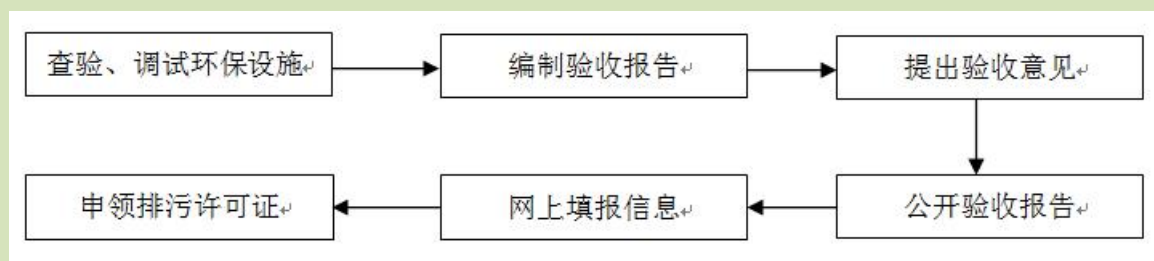 查验、调试环保设施
编制验收报告
提出验收意见
公开验收报告
网上填报信息
申领排污许可证